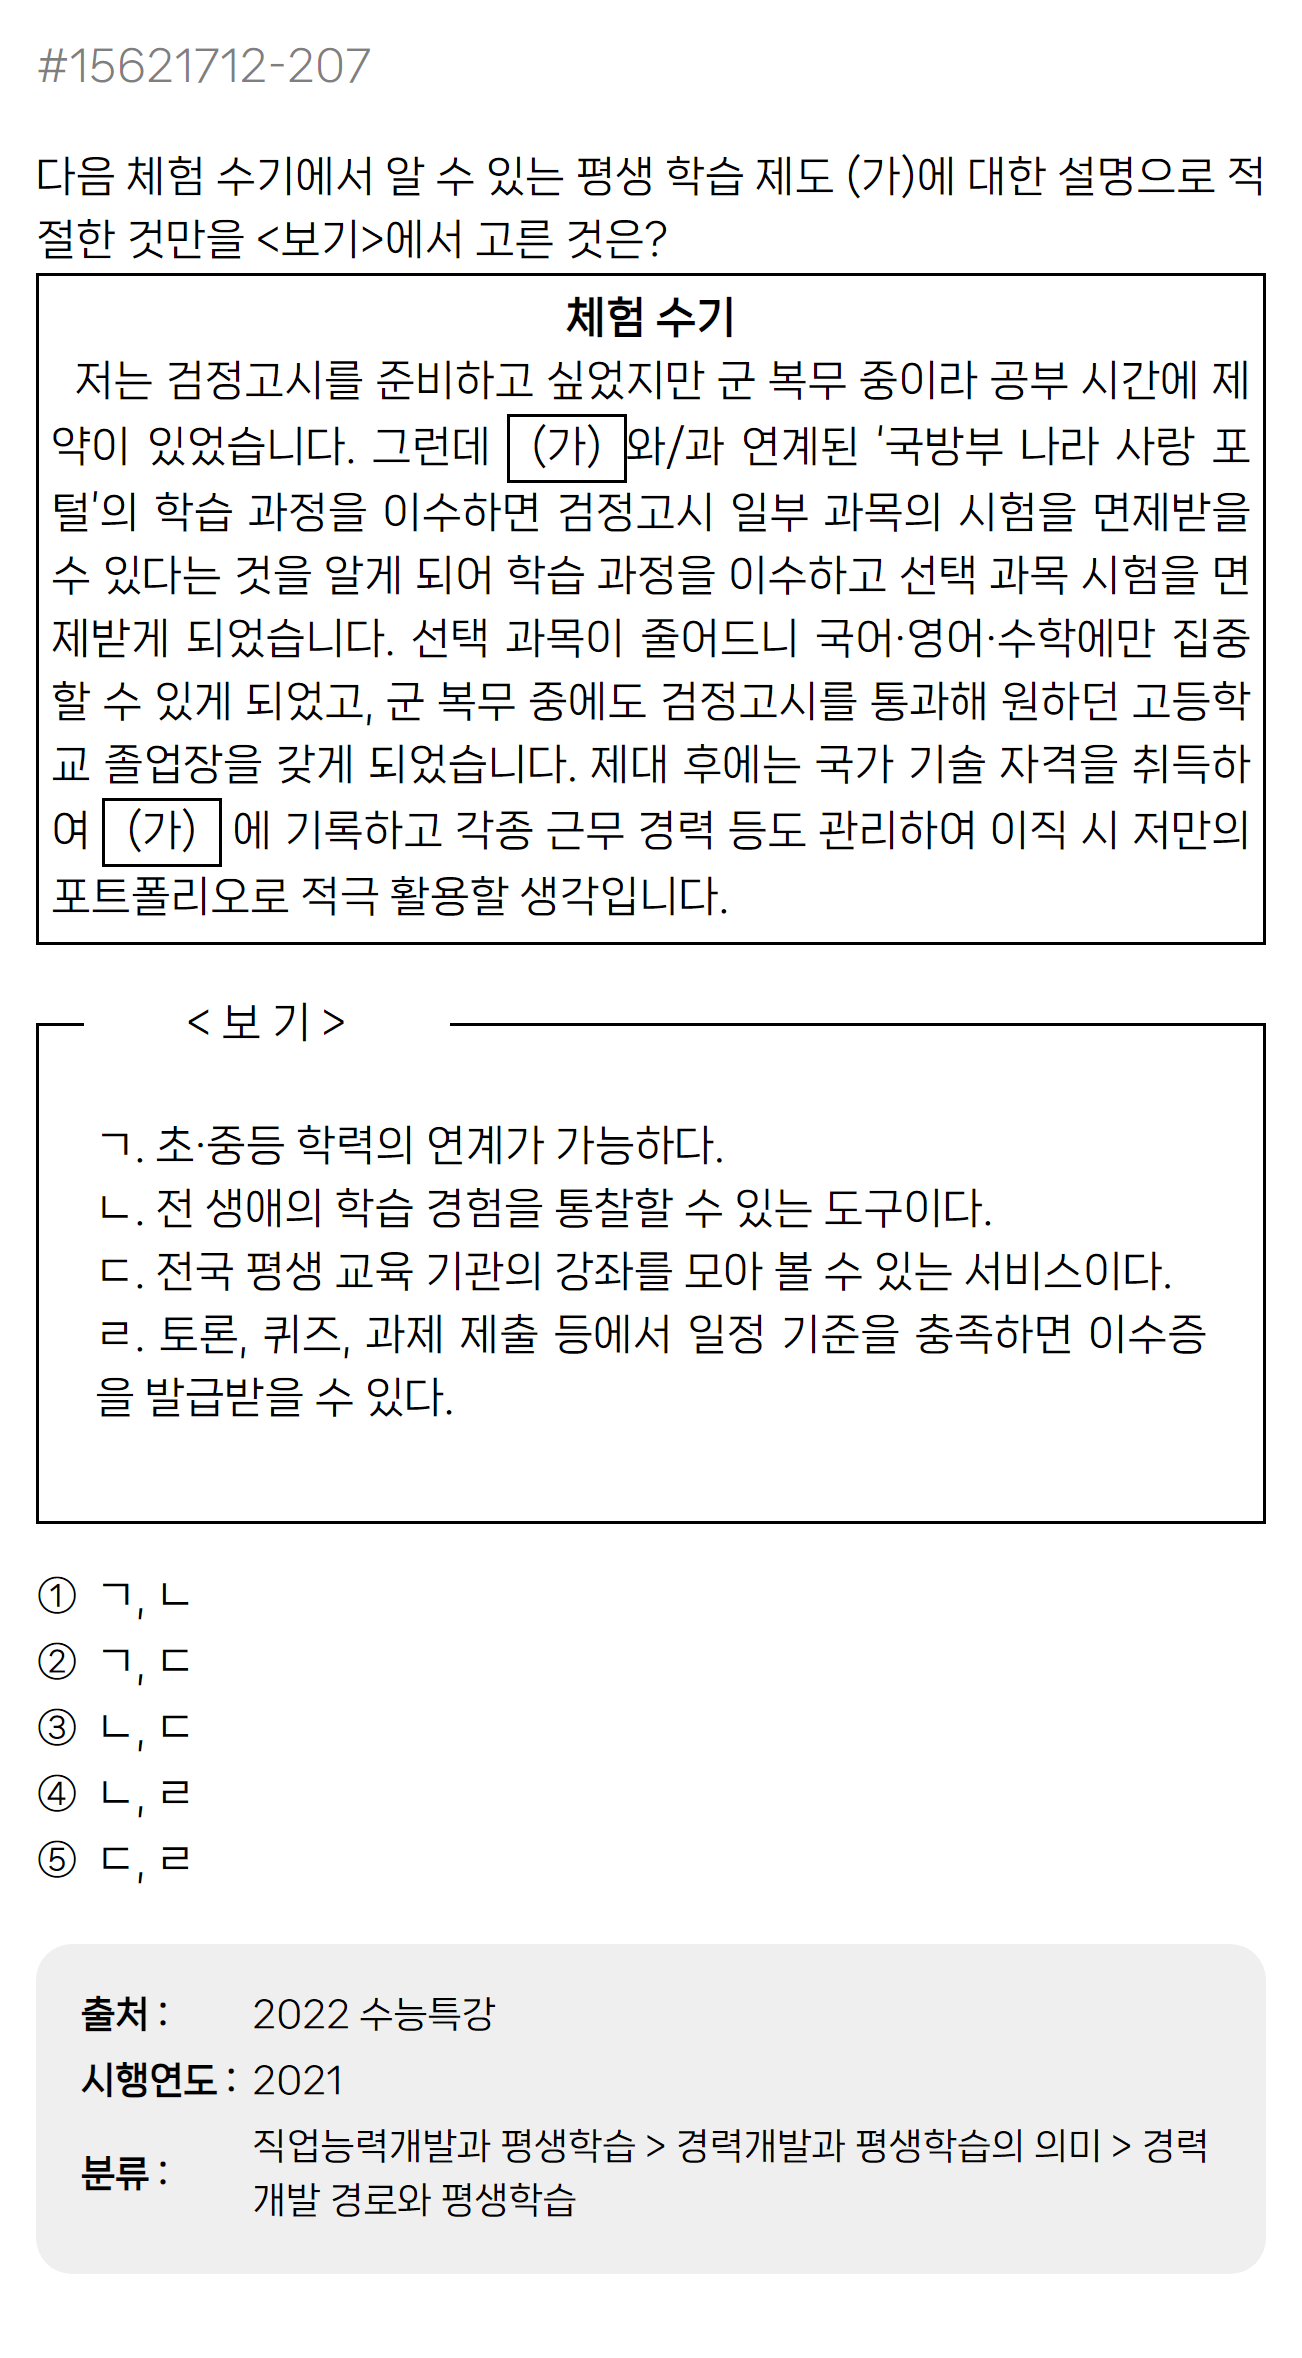 #15621712-207
다음 체험 수기에서 알 수 있는 평생 학습 제도 (가)에 대한 설명으로 적
절한 것만을 <보기>에서 고른 것은?
체험 수기
저는 검정고시를 준비하고 싶었지만 군 복무 중이라 공부 시간에 제
약이 있었습니다. 그런데 (가) 와/과 연계된 '국방부 나라 사랑 포
털'의 학습 과정을 이수하면 검정고시 일부 과목의 시험을 면제받을
수 있다는 것을 알게 되어 학습 과정을 이수하고 선택 과목 시험을 면
제받게 되었습니다. 선택 과목이 줄어드니 국어·영어·수학에만 집중
할 수 있게 되었고, 군 복무 중에도 검정고시를 통과해 원하던 고등학
교 졸업장을 갖게 되었습니다. 제대 후에는 국가 기술 자격을 취득하
여 (가) 에 기록하고 각종 근무 경력 등도 관리하여 이직 시 저만의
포트폴리오로 적극 활용할 생각입니다.
< 보 기 >
ㄱ. 초·중등 학력의 연계가 가능하다.
ㄴ. 전 생애의 학습 경험을 통찰할 수 있는 도구이다.
ㄷ. 전국 평생 교육 기관의 강좌를 모아 볼 수 있는 서비스이다.
ㄹ. 토론, 퀴즈, 과제 제출 등에서 일정 기준을 충족하면 이수증
을 발급받을 수 있다.
① ㄱ, ㄴ
② ㄱ, ㄷ
③ ㄴ, ㄷ
④ ㄴ, ㄹ
⑤ ㄷ, ㄹ
출처 : 2022 수능특강
시행연도 : 2021
분류 : 직업능력개발과 평생학습 > 경력개발과 평생학습의 의미 > 경력
개발 경로와 평생학습